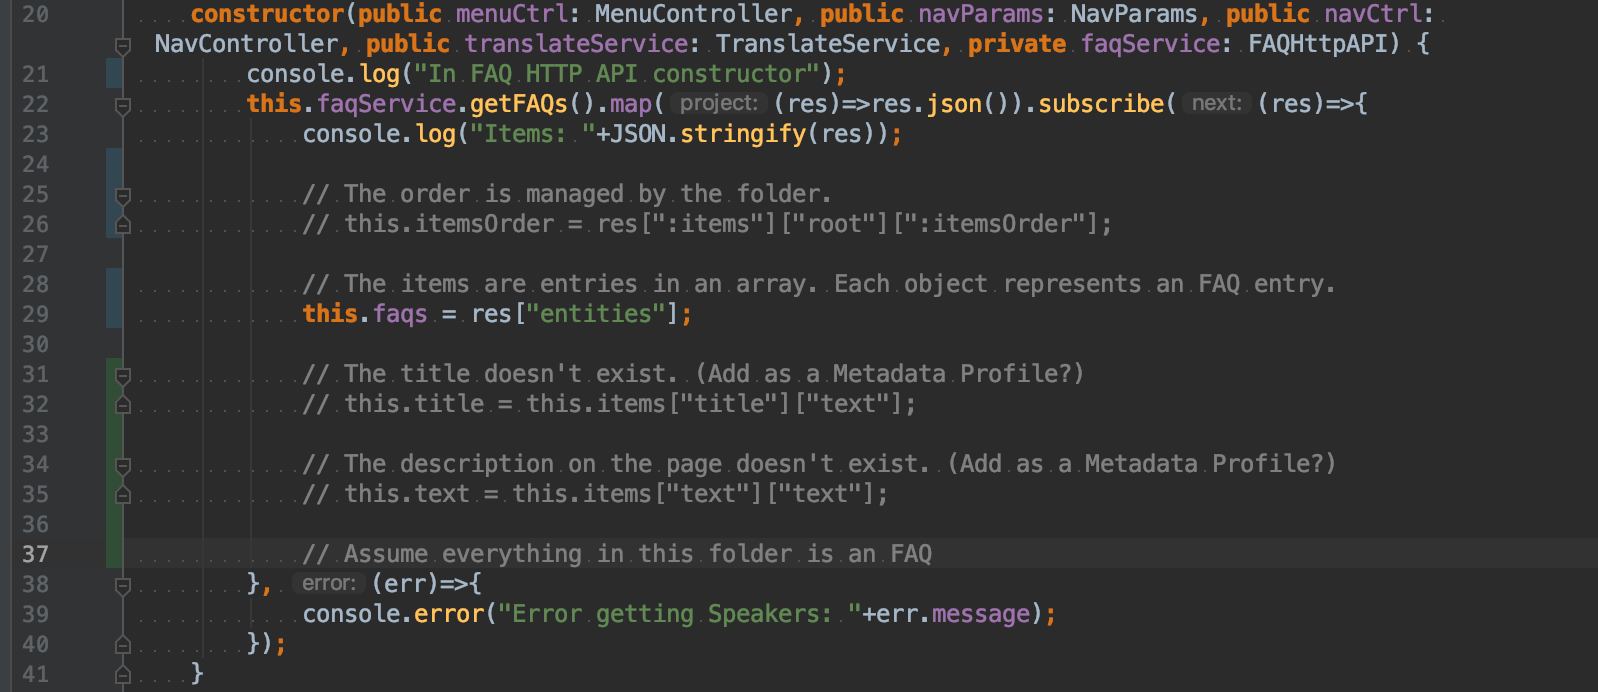 20 constructor(public menuCtrl: MenuController, public navParams: NavParams, public navCtrl:
NavController, public translateService: TranslateService, private faqService: FAQHttpAPI) {
21 console.log("In FAQ HTTP API constructor");
22 this.faqService.getFAQs().map( project: (res)=>res.json()).subscribe( next: (res)=>{
23 console.log("Items: "+JSON.stringify(res));
24
25 // The order is managed by the folder.
26 // this.itemsOrder = res[":items"]["root"][":itemsOrder"];
27
28 // The items are entries in an array. Each object represents an FAQ entry.
29 this.faqs = res["entities"];
30
31 // The title doesn't exist. (Add as a Metadata Profile?)
32 // this.title = this.items["title"]["text"];
33
34 // The description on the page doesn't exist. (Add as a Metadata Profile?)
35 // this.text = this.items["text"]["text"];
36
37 // Assume everything in this folder is an FAQ
38 }, error: (err)=>{
39 console.error("Error getting Speakers: "+err.message);
40 });
41 }